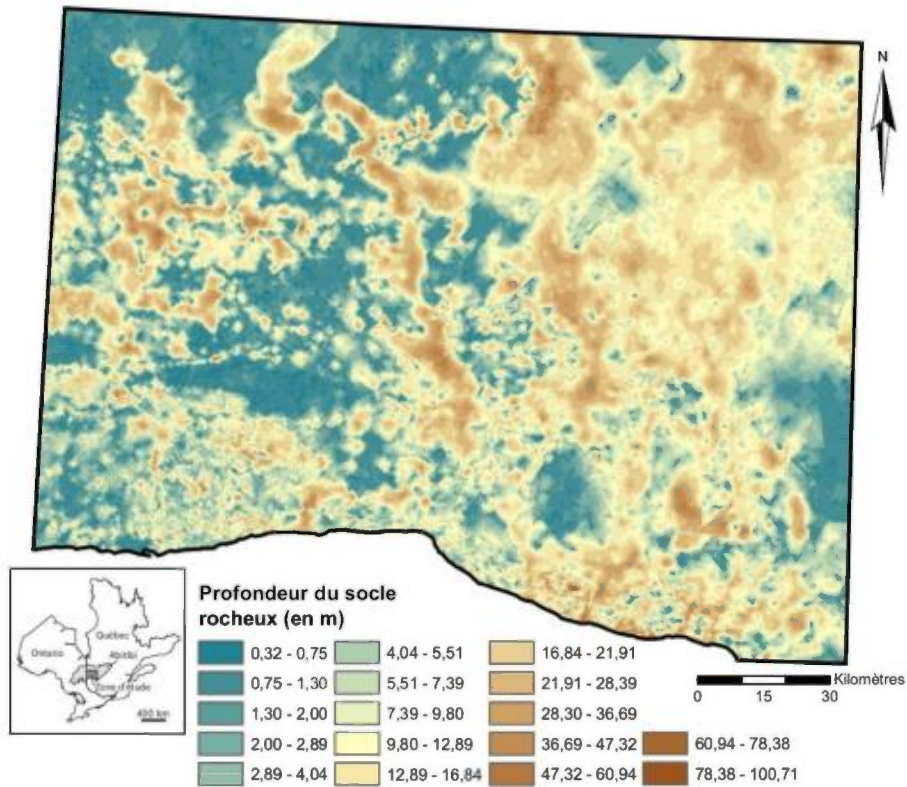 N
Profondeur du socle
rocheux (en m)
0,32 - 0,75
0,75 - 1,30
1,30 - 2,00
2,00 - 2,89
2,89 - 4,04
4,04 - 5,51
5,51 - 7,39
7,39 - 9,80
9,80 - 12,89
12,89 - 16,84
16,84 - 21,91
21,91 - 28,39
28,30 - 36,69
36,69 - 47,32
47,32 - 60,94
60,94 - 78,38
78,38 - 100,71
Kilomètres
0 15 30
Québec
Ontario
Abitibi
Zone d'étude
400 km